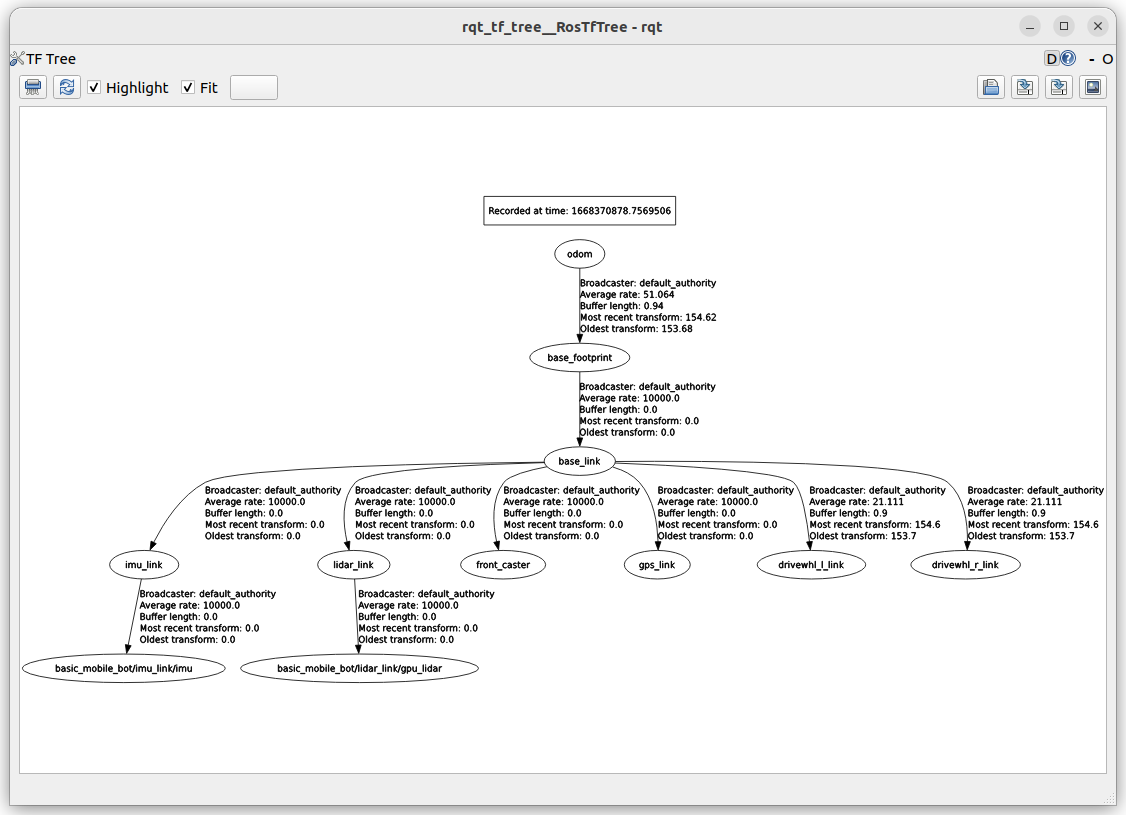 rqt_tf_tree__RosTfTree - rqt
TF Tree
D
- O
Highlight
Fit
Recorded at time: 1668370878.7569506
odom
Broadcaster: default_authority
Average rate: 51.064
Buffer length: 0.94
Most recent transform: 154.62
Oldest transform: 153.68
base_footprint
Broadcaster: default_authority
Average rate: 10000.0
Buffer length: 0.0
Most recent transform: 0.0
Oldest transform: 0.0
base_link
Broadcaster: default_authority
Average rate: 10000.0
Buffer length: 0.0
Most recent transform: 0.0
Oldest transform: 0.0
Broadcaster: default_authority
Average rate: 10000.0
Buffer length: 0.0
Most recent transform: 0.0
Oldest transform: 0.0
Broadcaster: default_authority
Average rate: 10000.0
Buffer length: 0.0
Most recent transform: 0.0
Oldest transform: 0.0
Broadcaster: default_authority
Average rate: 10000.0
Buffer length: 0.0
Most recent transform: 0.0
Oldest transform: 0.0
Broadcaster: default_authority
Average rate: 21.111
Buffer length: 0.9
Most recent transform: 154.6
Oldest transform: 153.7
Broadcaster: default_authority
Average rate: 21.111
Buffer length: 0.9
Most recent transform: 154.6
Oldest transform: 153.7
imu_link
lidar_link
front_caster
gps_link
drivewhl_l_link
drivewhl_r_link
Broadcaster: default_authority
Average rate: 10000.0
Buffer length: 0.0
Most recent transform: 0.0
Oldest transform: 0.0
Broadcaster: default_authority
Average rate: 10000.0
Buffer length: 0.0
Most recent transform: 0.0
Oldest transform: 0.0
basic_mobile_bot/imu_link/imu
basic_mobile_bot/lidar_link/gpu_lidar